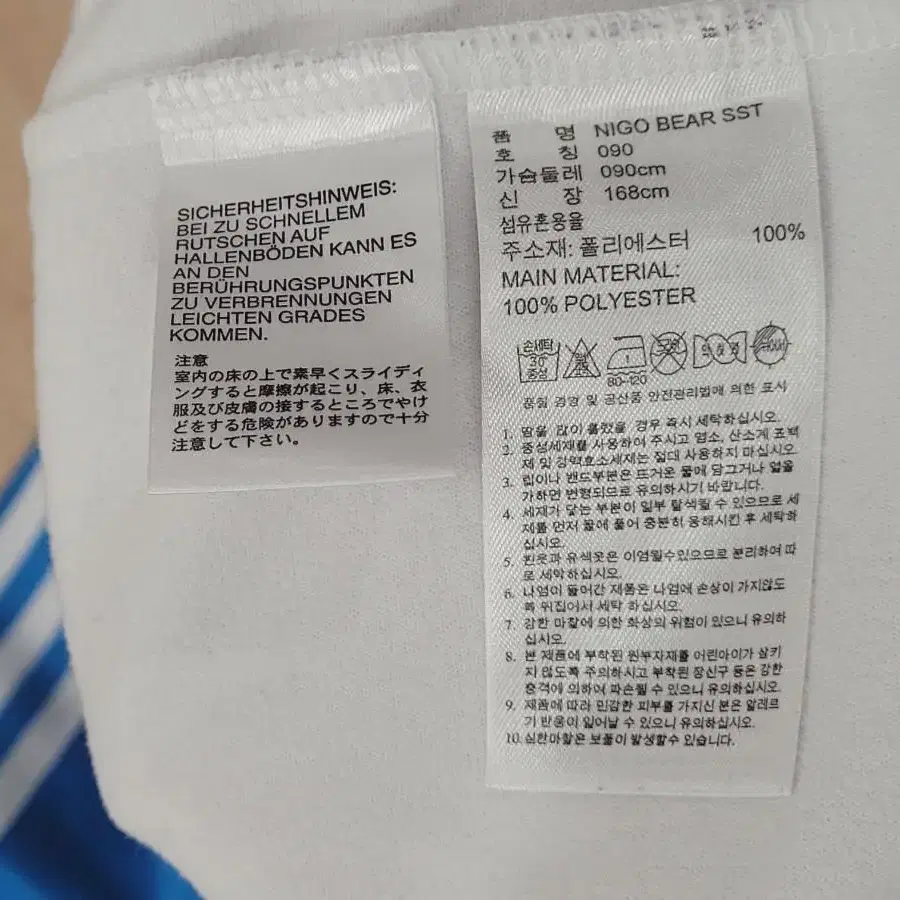 SICHERHEITSHINWEIS:
BEI ZU SCHNELLEM
RUTSCHEN AUF
HALLENBÖDEN KANN ES
AN DEN
BERÜHRUNGSPUNKTEN
ZU VERBRENNUNGEN
LEICHTEN GRADES
KOMMEN.
注意
室内の床の上で素早くスライディ
ングすると摩擦が起こり、床、衣
服及び皮膚の接するところでやけ
どをする危険がありますので十分
注意して下さい。
품 명 NIGO BEAR SST
호 칭 090
가슴둘레 090cm
신 장 168cm
섬유혼용율
주소재: 폴리에스터 100%
MAIN MATERIAL:
100% POLYESTER
손세탁
30
중성
80~120
품질 경영 및 공산품 안전관리법에 의한 표시
1. 땀을 많이 흘렸을 경우 즉시 세탁하십시오.
2. 중성세제를 사용하여 주시고 염소, 산소계 표백
제 및 강력효소세제는 절대 사용하지 마십시오.
3. 립이나 밴드부분은 뜨거운 물에 담그거나 열을
가하면 변형되므로 유의하시기 바랍니다.
4. 세제가 닿는 부분이 일부 탈색될 수 있으므로 세
제를 먼저 물에 풀어 충분히 용해시킨 후 세탁하
십시오.
5. 흰옷과 유색옷은 이염될수있으므로 분리하여 따
로 세탁하십시오.
6. 나염이 들어간 제품은 나염에 손상이 가지않도
록 뒤집어서 세탁 하십시오.
7. 강한 마찰에 의한 화상의 위험이 있으니 유의하
십시오.
8. 본 제품에 부착된 원부자재를 어린아이가 삼키
지 않도록 주의하시고 부착된 장신구 등은 강한
충격에 의하여 파손될 수 있으니 유의하십시오.
9. 제품에 따라 민감한 피부를 가지신 분은 알레르
기 반응이 일어날 수 있으니 유의하십시오.
10. 심한마찰은 보풀이 발생할수 있습니다.